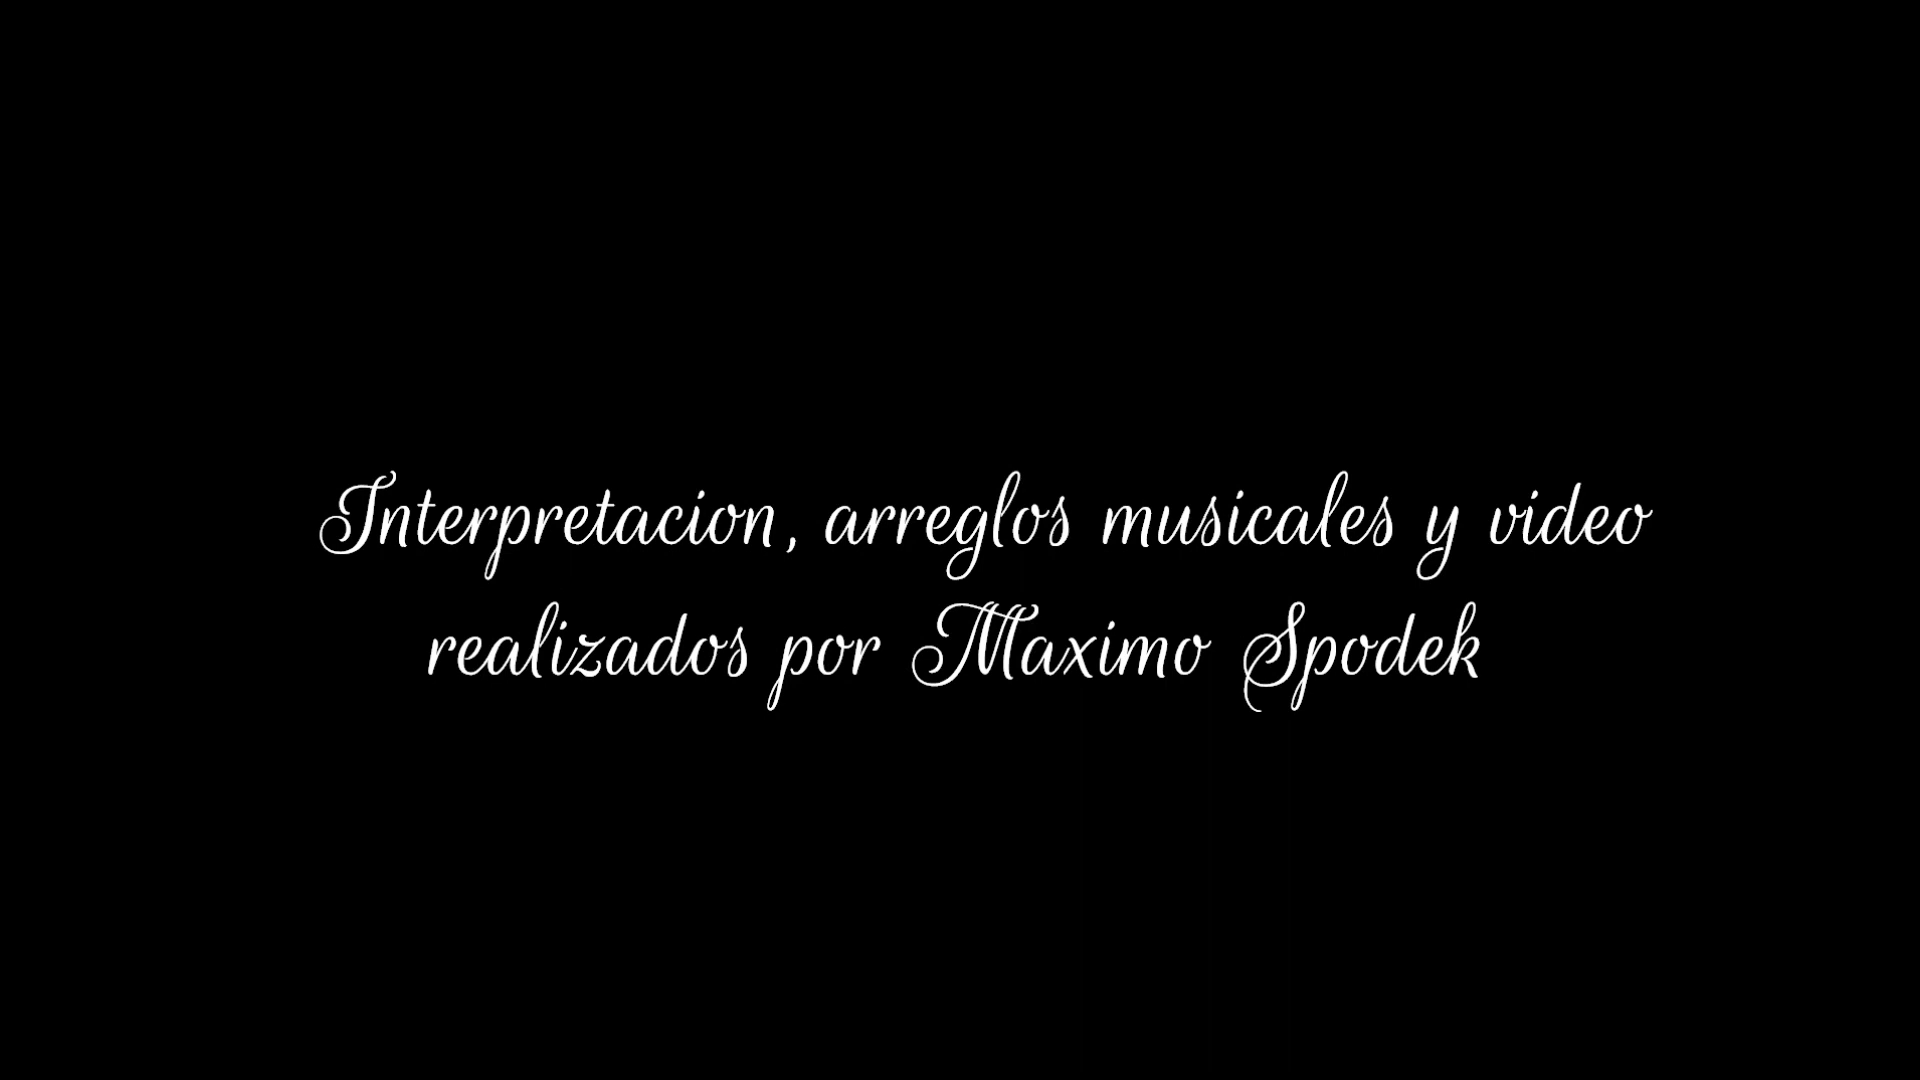 Interpretacion, arreglos musicales y video
realizados por Maximo Spodek